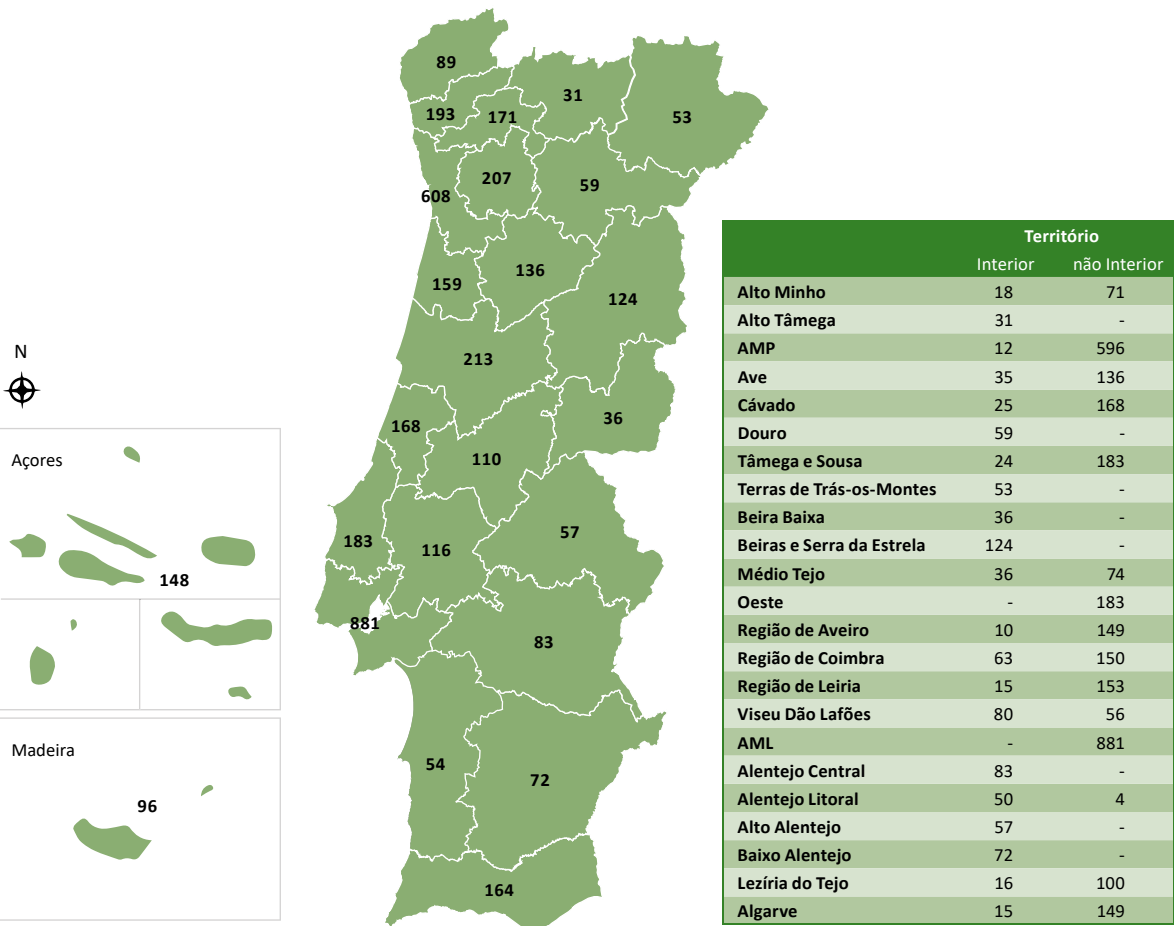 89
31
53
193
171
207
59
608
136
159
124
213
168
36
110
57
183
116
881
83
54
72
164
N
Açores
148
Madeira
96
Território
Interior não Interior
Alto Minho 18 71
Alto Tâmega 31 -
AMP 12 596
Ave 35 136
Cávado 25 168
Douro 59 -
Tâmega e Sousa 24 183
Terras de Trás-os-Montes 53 -
Beira Baixa 36 -
Beiras e Serra da Estrela 124 -
Médio Tejo 36 74
Oeste - 183
Região de Aveiro 10 149
Região de Coimbra 63 150
Região de Leiria 15 153
Viseu Dão Lafões 80 56
AML - 881
Alentejo Central 83 -
Alentejo Litoral 50 4
Alto Alentejo 57 -
Baixo Alentejo 72 -
Lezíria do Tejo 16 100
Algarve 15 149